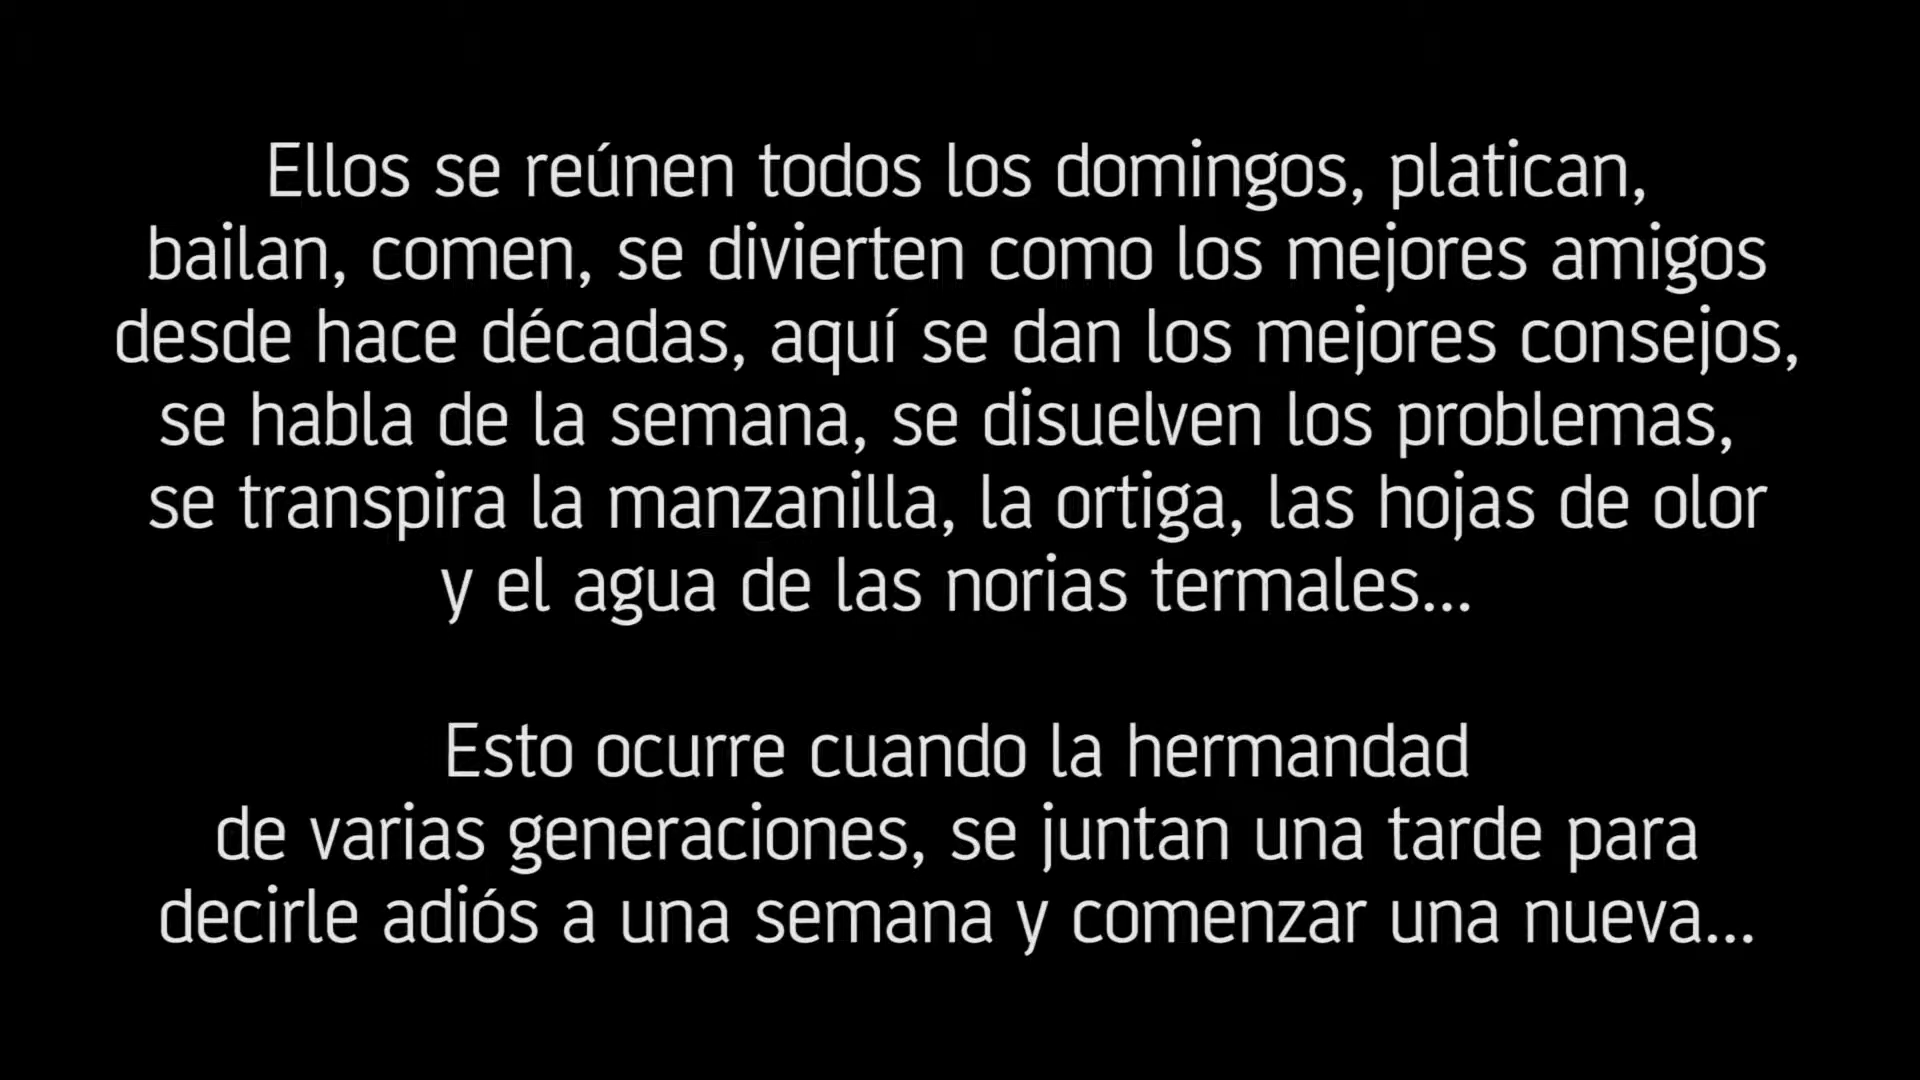 Ellos se reúnen todos los domingos, platican,
bailan, comen, se divierten como los mejores amigos
desde hace décadas, aquí se dan los mejores consejos,
se habla de la semana, se disuelven los problemas,
se transpira la manzanilla, la ortiga, las hojas de olor
y el agua de las norias termales...
Esto ocurre cuando la hermandad
de varias generaciones, se juntan una tarde para
decirle adiós a una semana y comenzar una nueva...